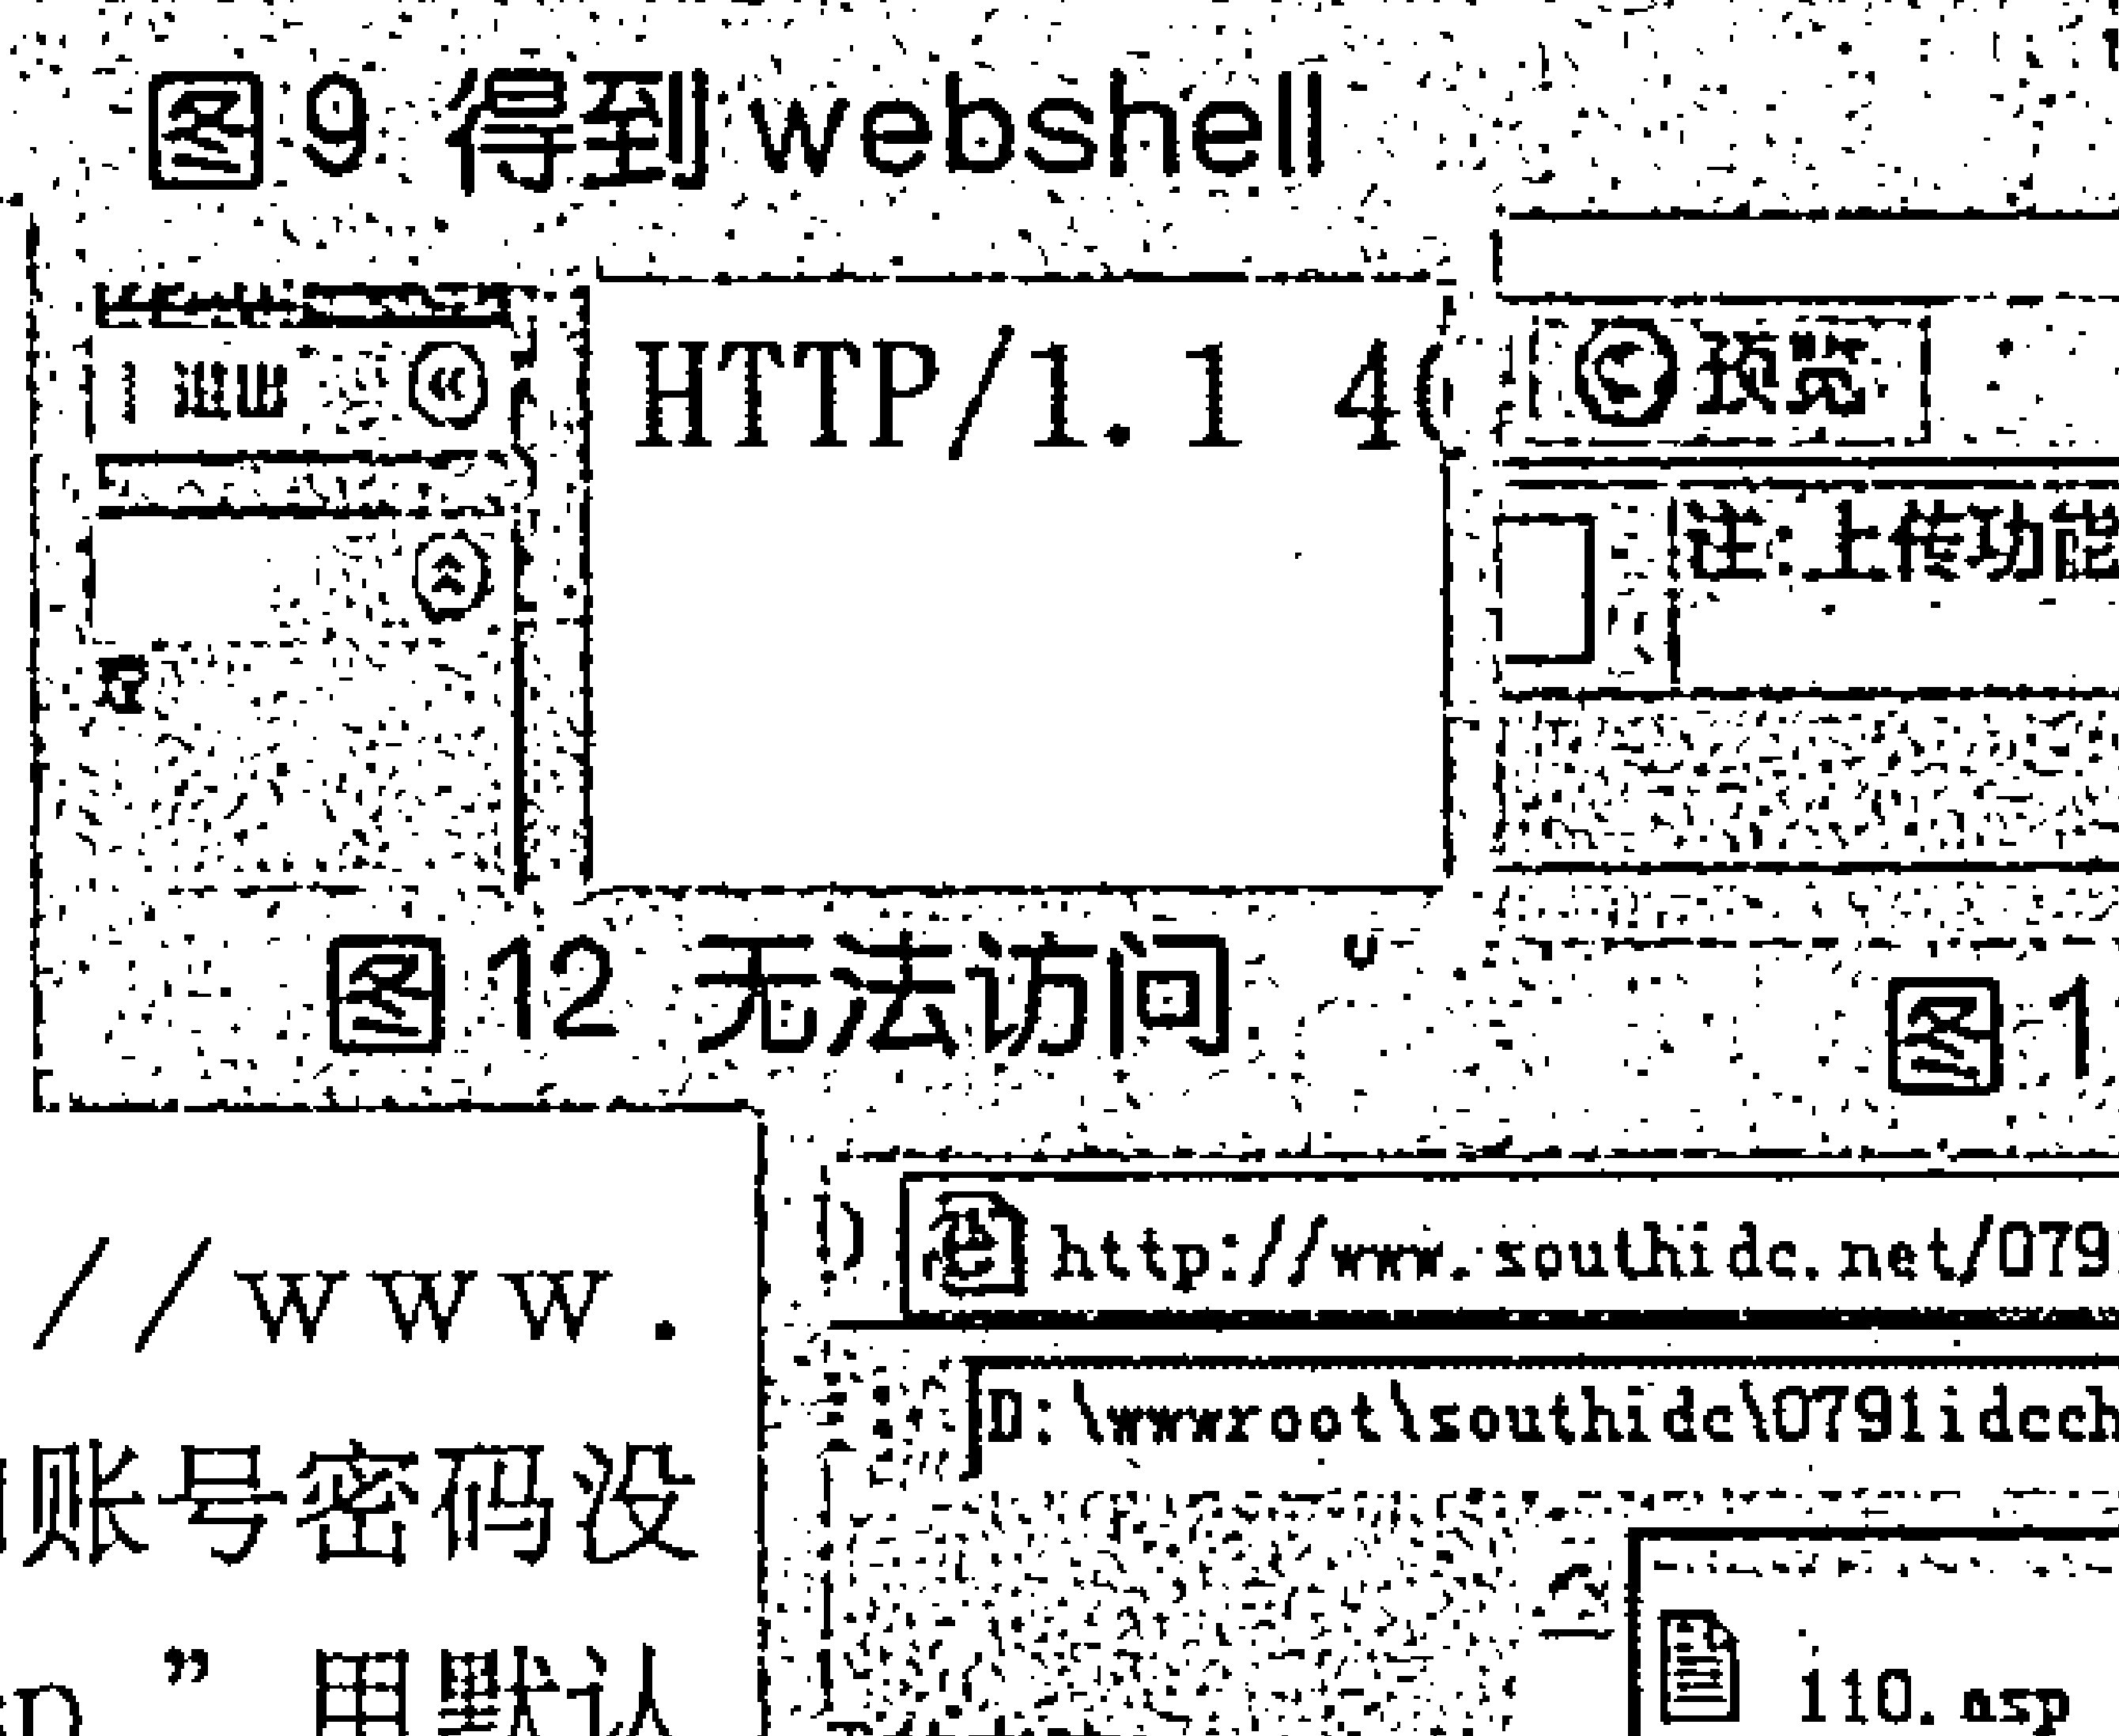 图9 得到webshell
HTTP/1.1 4
退出
预览
注:上传功能
图12 无法访问
图1
//www.
http://www.southidc.net/079
D:\wwwroot\southidc\0791idcch
账号密码没
” 用默认
110.asp